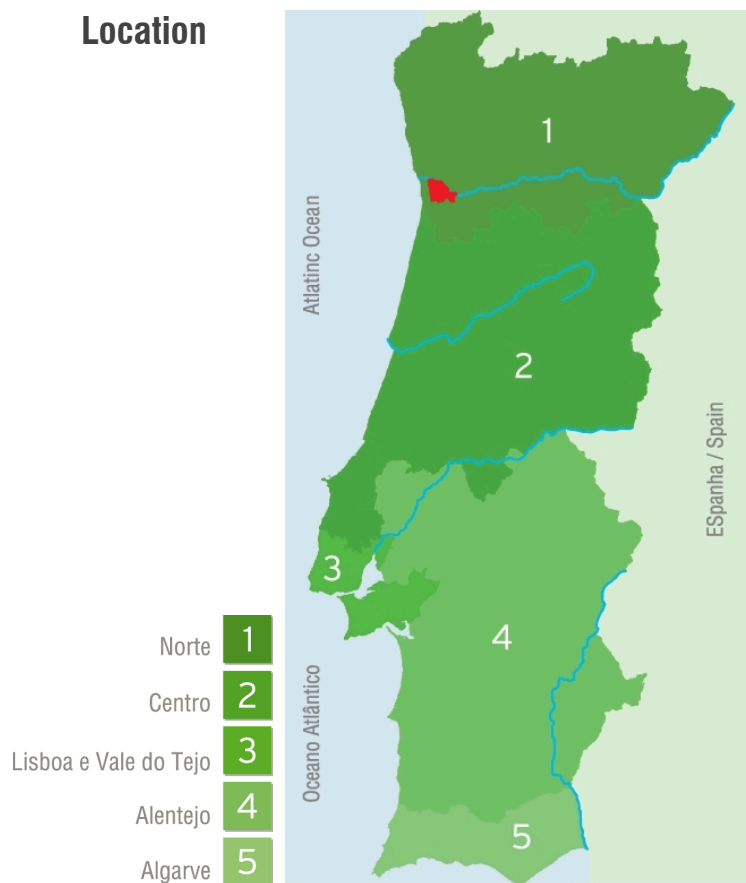 Location
1
Atlatinc Ocean
2
ESpanha / Spain
3
4
Oceano Atlântico
5
Norte 1
Centro 2
Lisboa e Vale do Tejo 3
Alentejo 4
Algarve 5